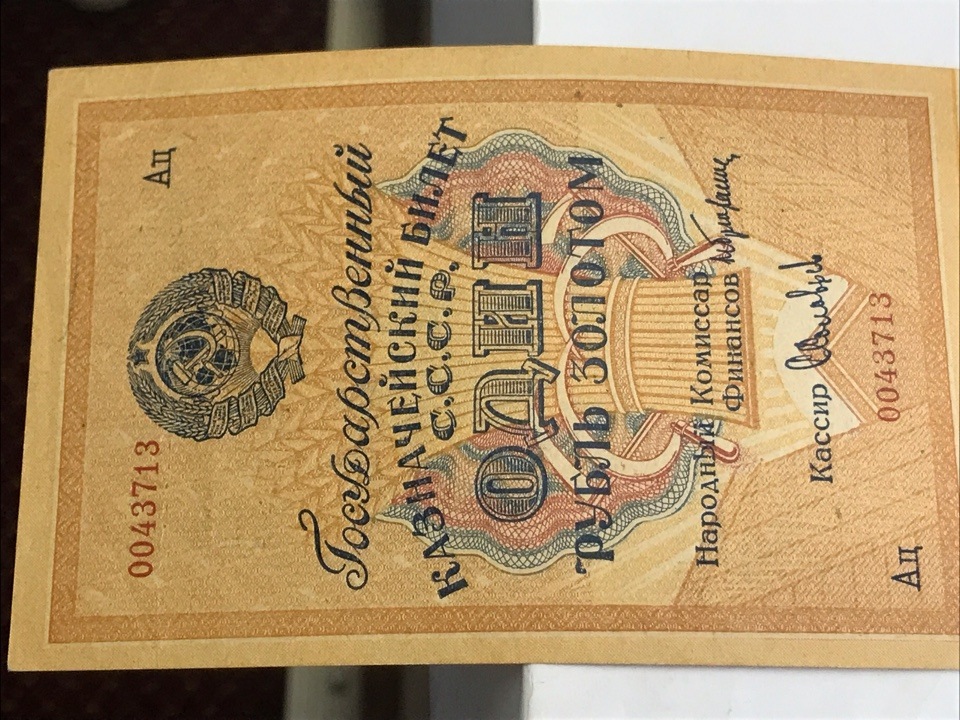 Ац
0043713
Государственный
КАЗНАЧЕЙСКИЙ БИЛЕТ
С.С.С.Р.
ОДИН
РУБЛЬ ЗОЛОТОМ
Народный Комиссар
Финансов
Кассир
0043713
Ац